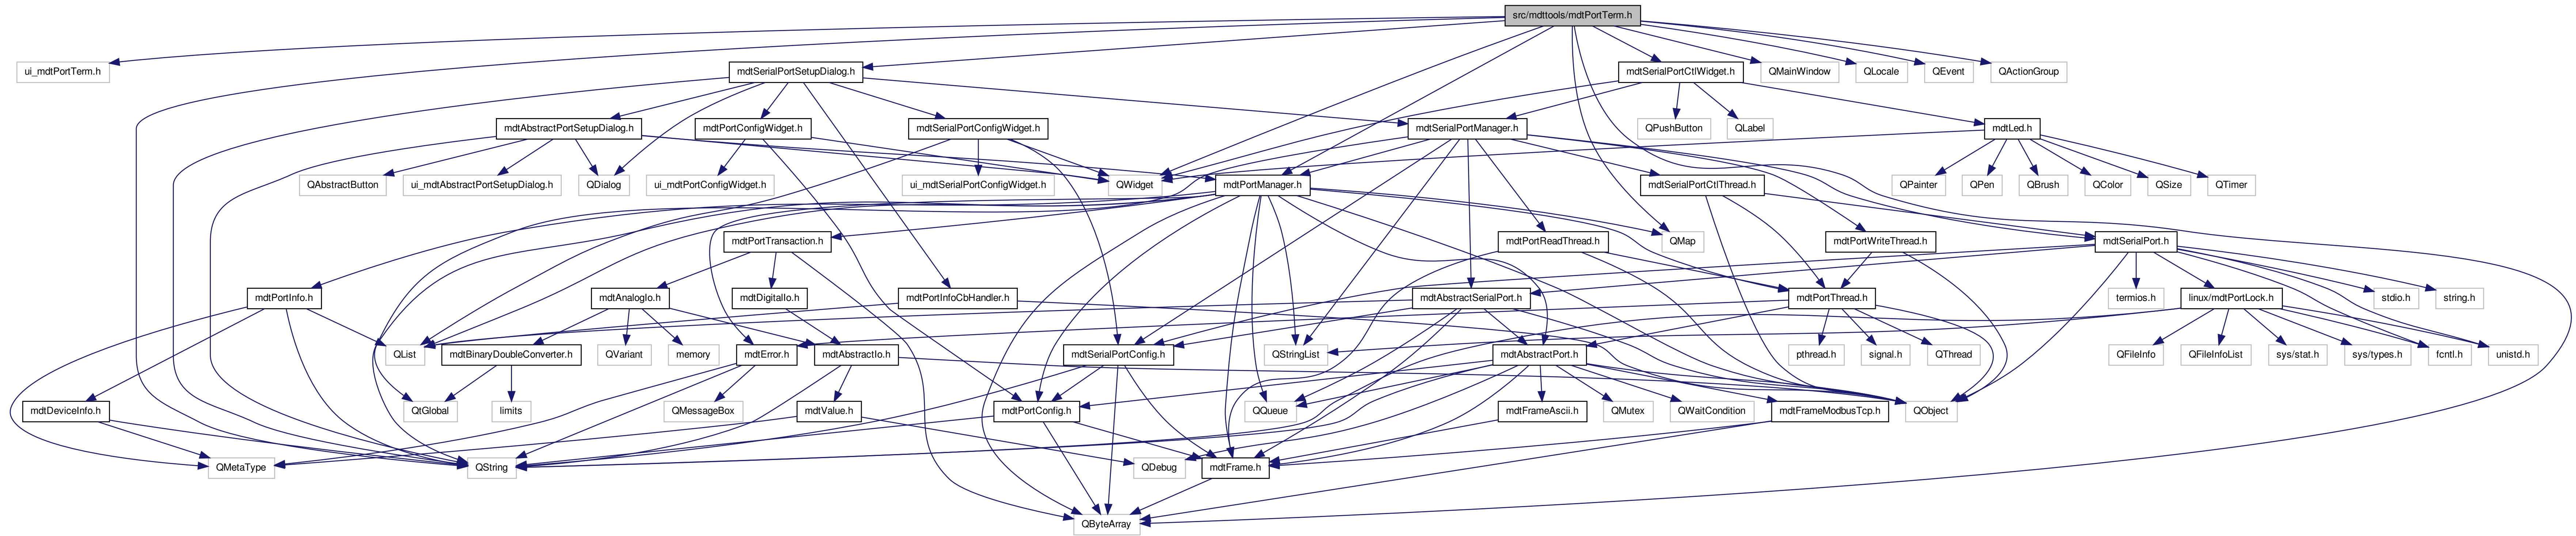 src/mdttools/mdtPortTerm.h
ui_mdtPortTerm.h
mdtSerialPortSetupDialog.h
mdtSerialPortCtlWidget.h
QMainWindow
QLocale
QEvent
QActionGroup
mdtAbstractPortSetupDialog.h
mdtPortConfigWidget.h
mdtSerialPortConfigWidget.h
mdtSerialPortManager.h
QPushButton
QLabel
mdtLed.h
QAbstractButton
ui_mdtAbstractPortSetupDialog.h
QDialog
ui_mdtPortConfigWidget.h
ui_mdtSerialPortConfigWidget.h
QWidget
mdtPortManager.h
mdtSerialPortCtlThread.h
QPainter
QPen
QBrush
QColor
QSize
QTimer
mdtPortTransaction.h
mdtPortReadThread.h
QMap
mdtPortWriteThread.h
mdtSerialPort.h
mdtPortInfo.h
mdtAnalogIo.h
mdtDigitalIo.h
mdtPortInfoCbHandler.h
mdtAbstractSerialPort.h
mdtPortThread.h
termios.h
linux/mdtPortLock.h
stdio.h
string.h
QList
mdtBinaryDoubleConverter.h
QVariant
memory
mdtError.h
mdtAbstractIo.h
mdtSerialPortConfig.h
QStringList
mdtAbstractPort.h
pthread.h
signal.h
QThread
QFileInfo
QFileInfoList
sys/stat.h
sys/types.h
fcntl.h
unistd.h
mdtDeviceInfo.h
QtGlobal
limits
QMessageBox
mdtValue.h
mdtPortConfig.h
QQueue
mdtFrameAscii.h
QMutex
QWaitCondition
mdtFrameModbusTcp.h
QObject
QMetaType
QString
QDebug
mdtFrame.h
QByteArray